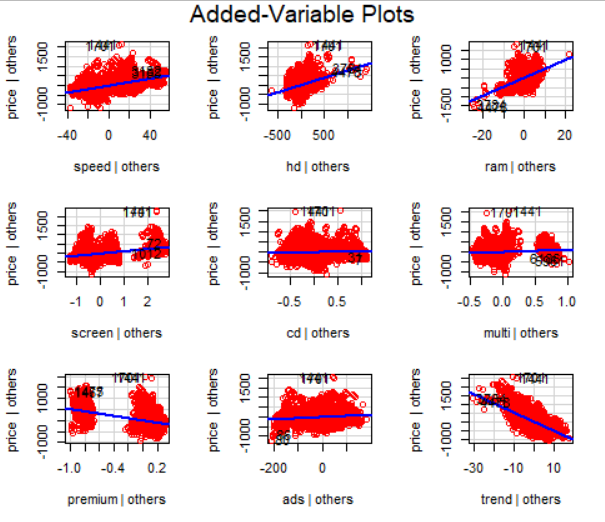 Added-Variable Plots
price | others
-1000 1500
-40 0 40
speed | others
price | others
-1000 1500
-500 500
hd | others
price | others
-1500 1500
-20 0 20
ram | others
price | others
-1000 1500
-1 0 1 2
screen | others
price | others
-1000 1500
-0.5 0.5
cd | others
price | others
-1000 1500
1701 1441
-0.5 0.0 0.5 1.0
multi | others
price | others
-1000 1000
-1.0 -0.4 0.2
premium | others
price | others
-1000 1500
-200 0
ads | others
price | others
-1000 1500
-30 -10 10
trend | others